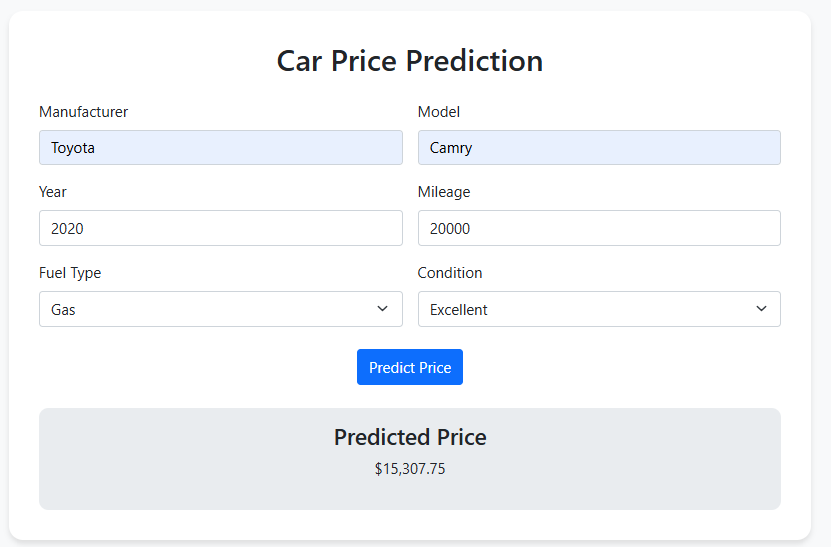 Car Price Prediction
Manufacturer Model
Toyota Camry
Year Mileage
2020 20000
Fuel Type Condition
Gas Excellent
Predict Price
Predicted Price
$15,307.75